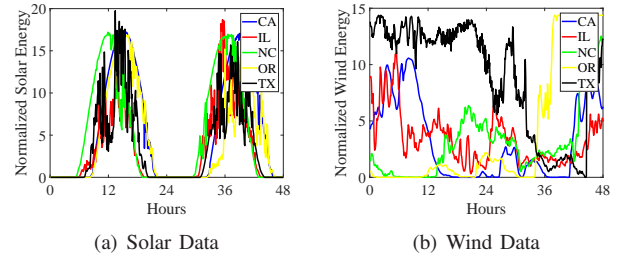 Normalized Solar Energy
20
15
10
5
0
0 12 24 36 48
Hours
CA
IL
NC
OR
TX
(a) Solar Data
Normalized Wind Energy
15
10
5
0
0 12 24 36 48
Hours
CA
IL
NC
OR
TX
(b) Wind Data